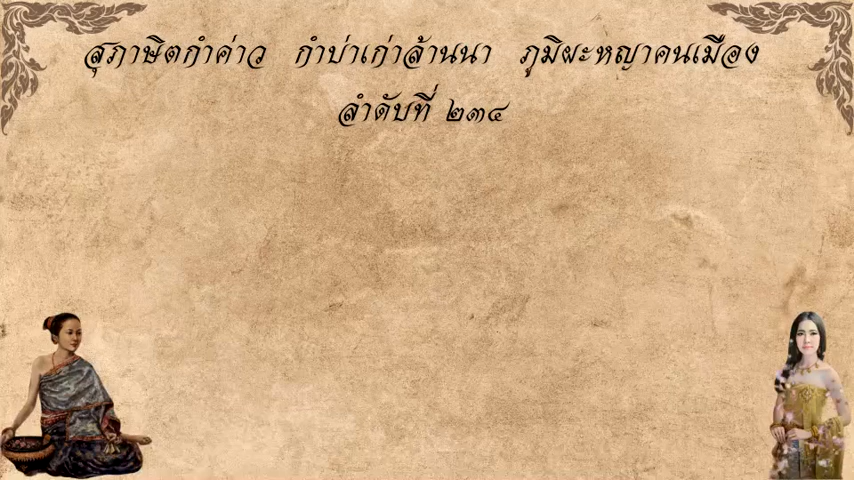 สุภาษิตกำค่าว กำบ่าเก่าล้านนา ภูมิผะหญาคนเมือง
ลำดับที่ ๒๓๔